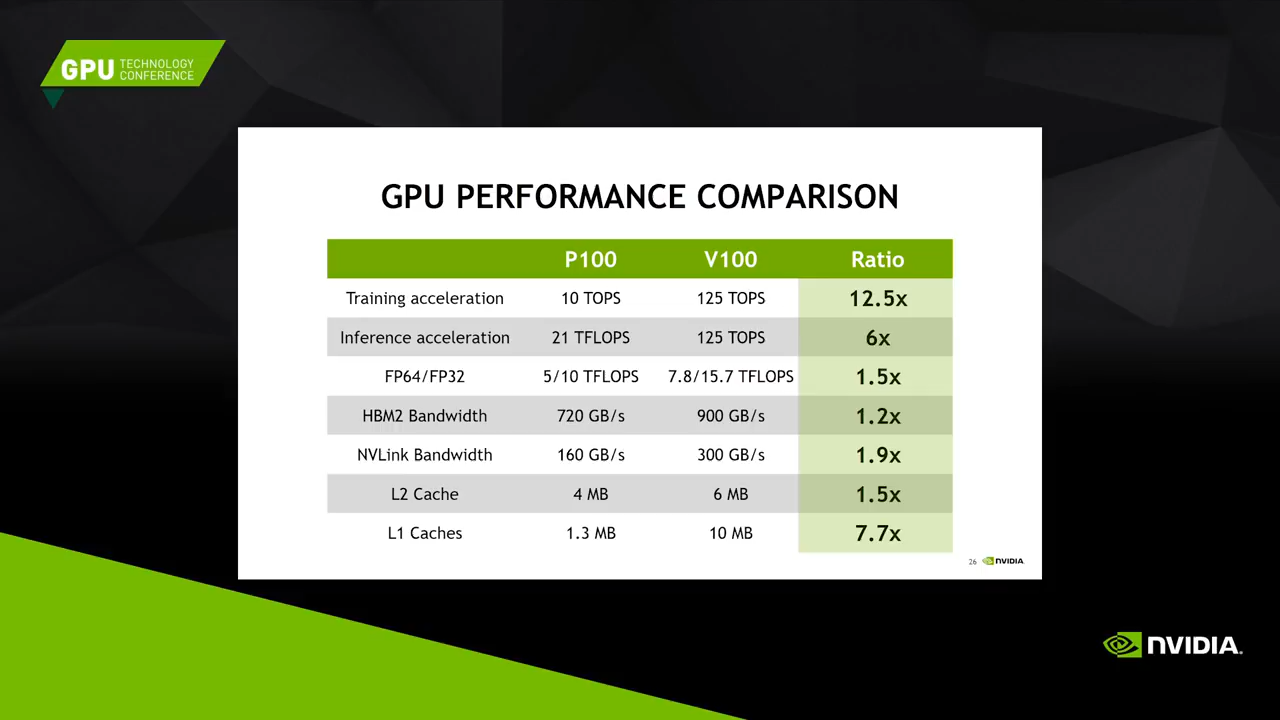 GPU TECHNOLOGY CONFERENCE
GPU PERFORMANCE COMPARISON
P100 V100 Ratio
Training acceleration 10 TOPS 125 TOPS 12.5x
Inference acceleration 21 TFLOPS 125 TOPS 6x
FP64/FP32 5/10 TFLOPS 7.8/15.7 TFLOPS 1.5x
HBM2 Bandwidth 720 GB/s 900 GB/s 1.2x
NVLink Bandwidth 160 GB/s 300 GB/s 1.9x
L2 Cache 4 MB 6 MB 1.5x
L1 Caches 1.3 MB 10 MB 7.7x
26 NVIDIA.
NVIDIA.